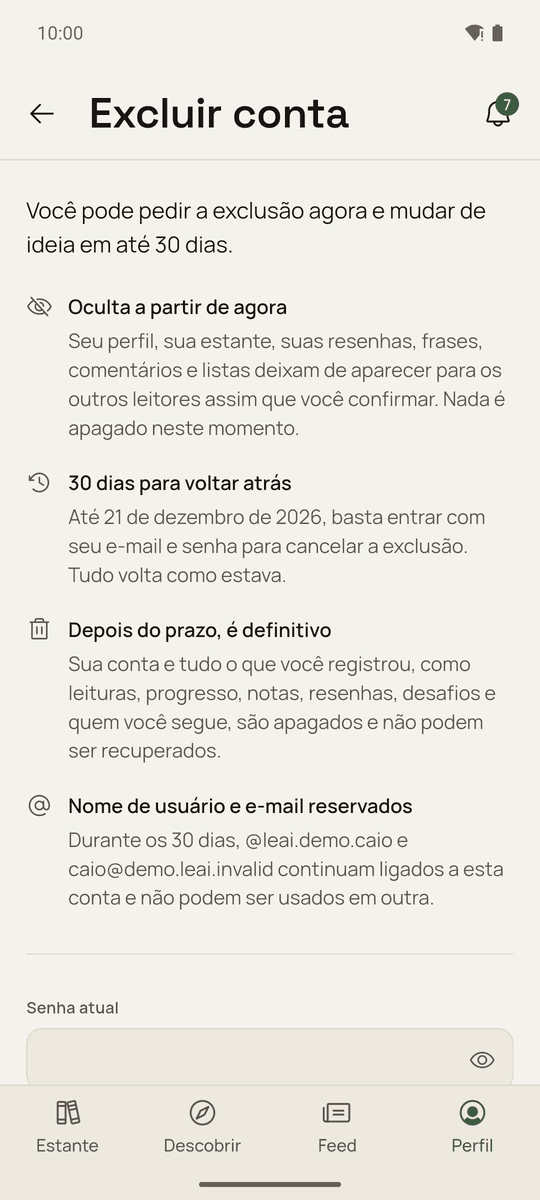 10:00
Excluir conta
7
Você pode pedir a exclusão agora e mudar de
ideia em até 30 dias.
Oculta a partir de agora
Seu perfil, sua estante, suas resenhas, frases,
comentários e listas deixam de aparecer para os
outros leitores assim que você confirmar. Nada é
apagado neste momento.
30 dias para voltar atrás
Até 21 de dezembro de 2026, basta entrar com
seu e-mail e senha para cancelar a exclusão.
Tudo volta como estava.
Depois do prazo, é definitivo
Sua conta e tudo o que você registrou, como
leituras, progresso, notas, resenhas, desafios e
quem você segue, são apagados e não podem
ser recuperados.
Nome de usuário e e-mail reservados
Durante os 30 dias, @leai.demo.caio e
caio@demo.leai.invalid continuam ligados a esta
conta e não podem ser usados em outra.
Senha atual
Estante
Descobrir
Feed
Perfil